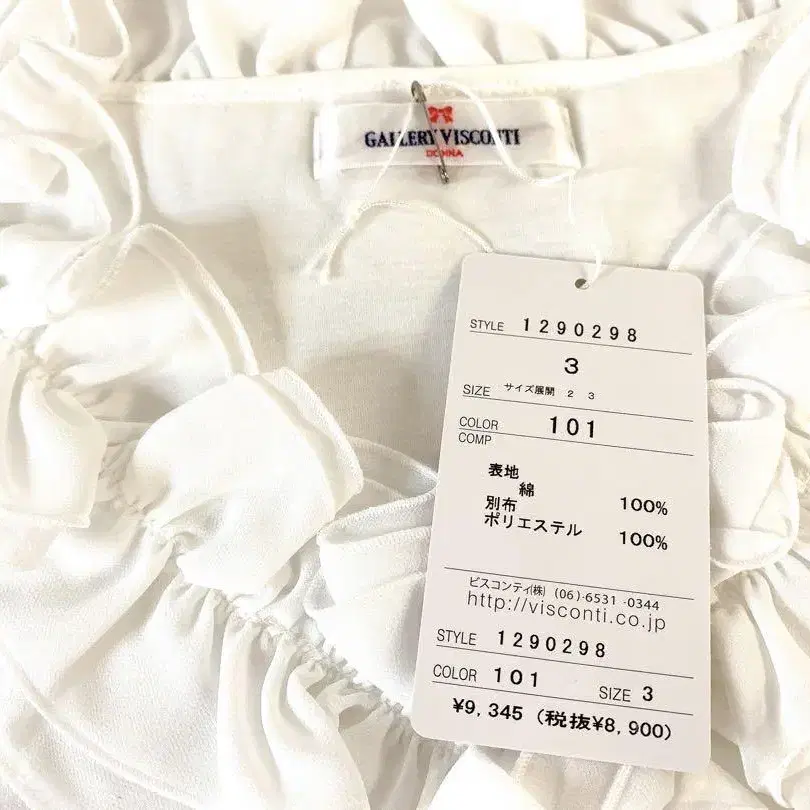 GALLERY VISCONTI
DONNA
STYLE 1290298
3
SIZE サイズ展開 2 3
COLOR 101
COMP
表地
綿 100%
別布
ポリエステル 100%
ビスコンティ㈱ (06)-6531-0344
http://visconti.co.jp
STYLE 1290298
COLOR 101 SIZE 3
¥9,345 (税抜¥8,900)